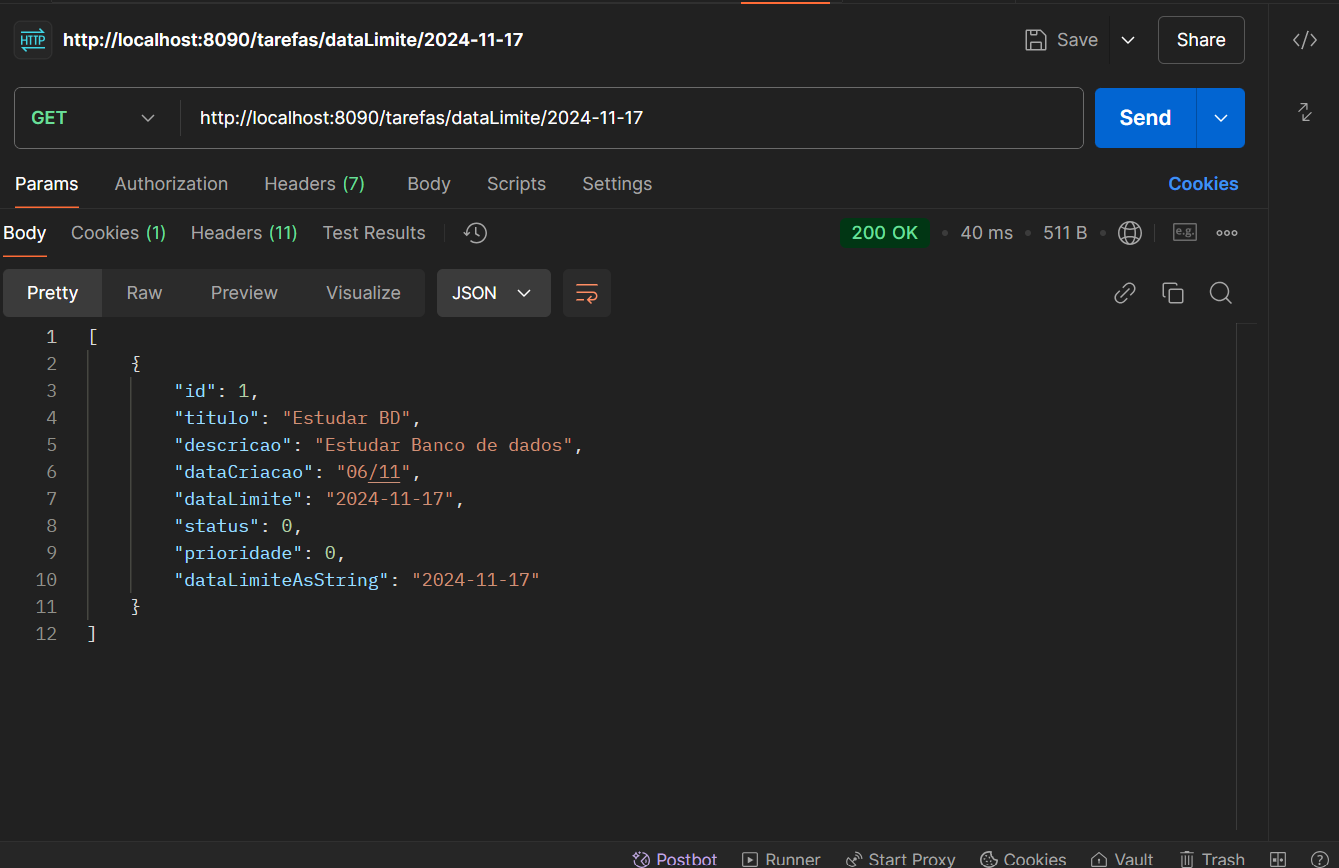 HTTP http://localhost:8090/tarefas/dataLimite/2024-11-17 Save Share
GET http://localhost:8090/tarefas/dataLimite/2024-11-17 Send
Params Authorization Headers (7) Body Scripts Settings Cookies
Body Cookies (1) Headers (11) Test Results 200 OK • 40 ms • 511 B • e.g.
Pretty Raw Preview Visualize JSON
1 [
2 {
3 "id": 1,
4 "titulo": "Estudar BD",
5 "descricao": "Estudar Banco de dados",
6 "dataCriacao": "06/11",
7 "dataLimite": "2024-11-17",
8 "status": 0,
9 "prioridade": 0,
10 "dataLimiteAsString": "2024-11-17"
11 }
12 ]
Postbot Runner Start Proxy Cookies Vault Trash